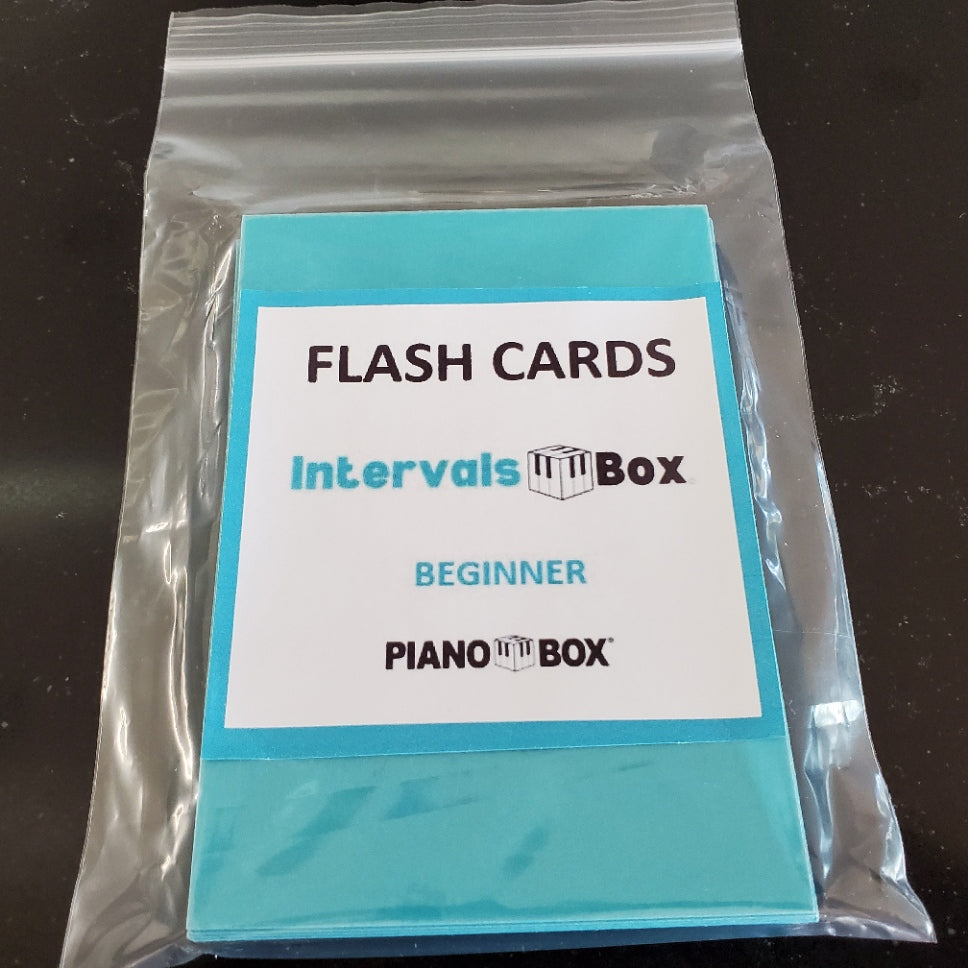 FLASH CARDS
Intervals Box
BEGINNER
PIANO BOX®